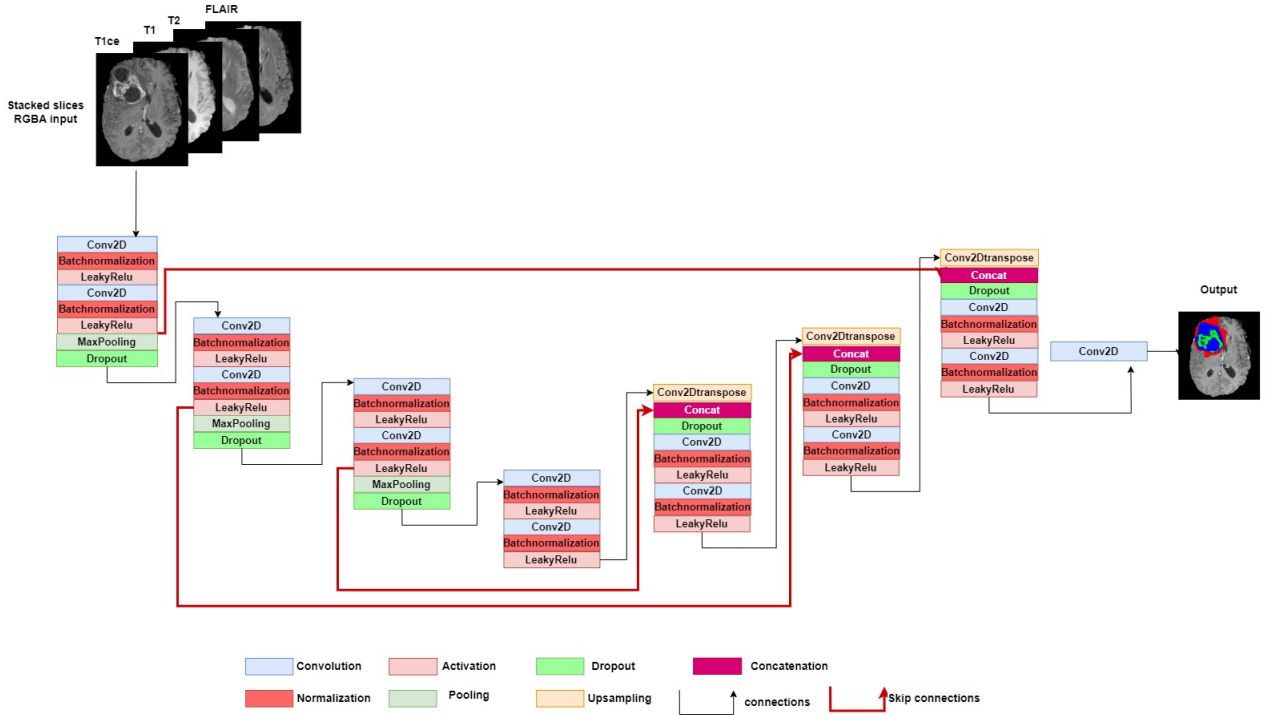 FLAIR
T2
T1
T1ce
Stacked slices
RGBA input
Conv2D
Batchnormalization
LeakyRelu
Conv2D
Batchnormalization
LeakyRelu
MaxPooling
Dropout
Conv2D
Batchnormalization
LeakyRelu
Conv2D
Batchnormalization
LeakyRelu
MaxPooling
Dropout
Conv2D
Batchnormalization
LeakyRelu
Conv2D
Batchnormalization
LeakyRelu
MaxPooling
Dropout
Conv2D
Batchnormalization
LeakyRelu
Conv2D
Batchnormalization
LeakyRelu
Conv2Dtranspose
Concat
Dropout
Conv2D
Batchnormalization
LeakyRelu
Conv2D
Batchnormalization
LeakyRelu
Conv2Dtranspose
Concat
Dropout
Conv2D
Batchnormalization
LeakyRelu
Conv2D
Batchnormalization
LeakyRelu
Conv2Dtranspose
Concat
Dropout
Conv2D
Batchnormalization
LeakyRelu
Conv2D
Batchnormalization
LeakyRelu
Conv2D
Output
Convolution
Activation
Dropout
Concatenation
Normalization
Pooling
Upsampling
connections
Skip connections